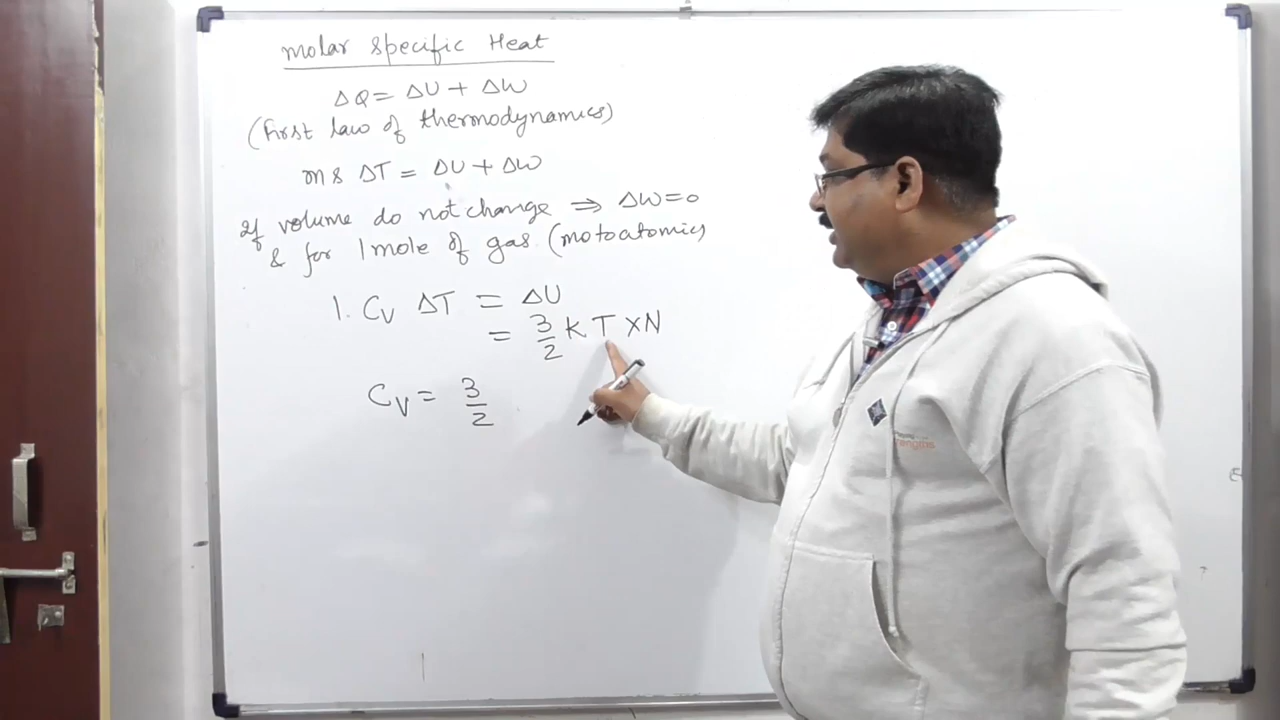 Molar Specific Heat
ΔQ = ΔU + ΔW
(First law of thermodynamics)
m s ΔT = ΔU + ΔW
If volume do not change ⇒ ΔW = 0
& for 1 mole of gas (motoatomics
1. Cv ΔT = ΔU
= 3/2 K T × N
Cv = 3/2